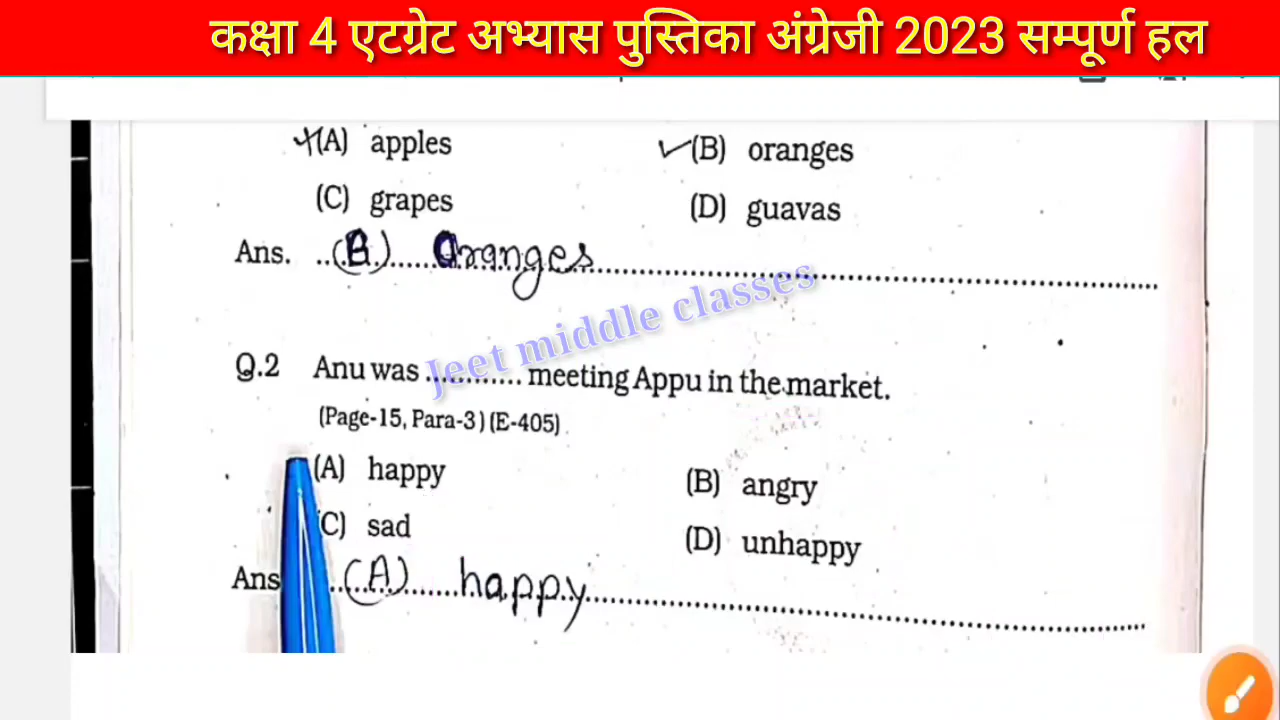 कक्षा 4 एटग्रेट अभ्यास पुस्तिका अंग्रेजी 2023 सम्पूर्ण हल
(A) apples (B) oranges
(C) grapes (D) guavas
Ans. (B) Oranges
Jeet middle classes
Q.2 Anu was ............ meeting Appu in the market.
(Page-15, Para-3) (E-405)
(A) happy (B) angry
C) sad (D) unhappy
Ans (A) happy